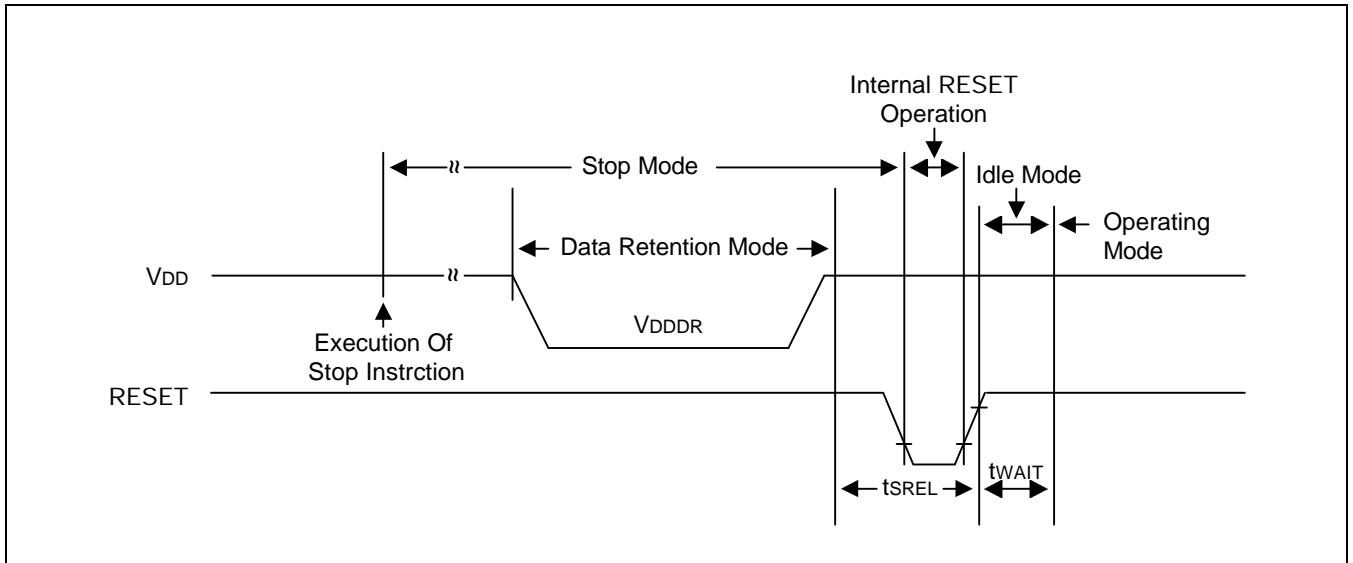 Internal RESET
Operation
Stop Mode
Idle Mode
Data Retention Mode
Operating
Mode
VDD
VDDDR
Execution Of
Stop Instrction
RESET
tSREL
tWAIT